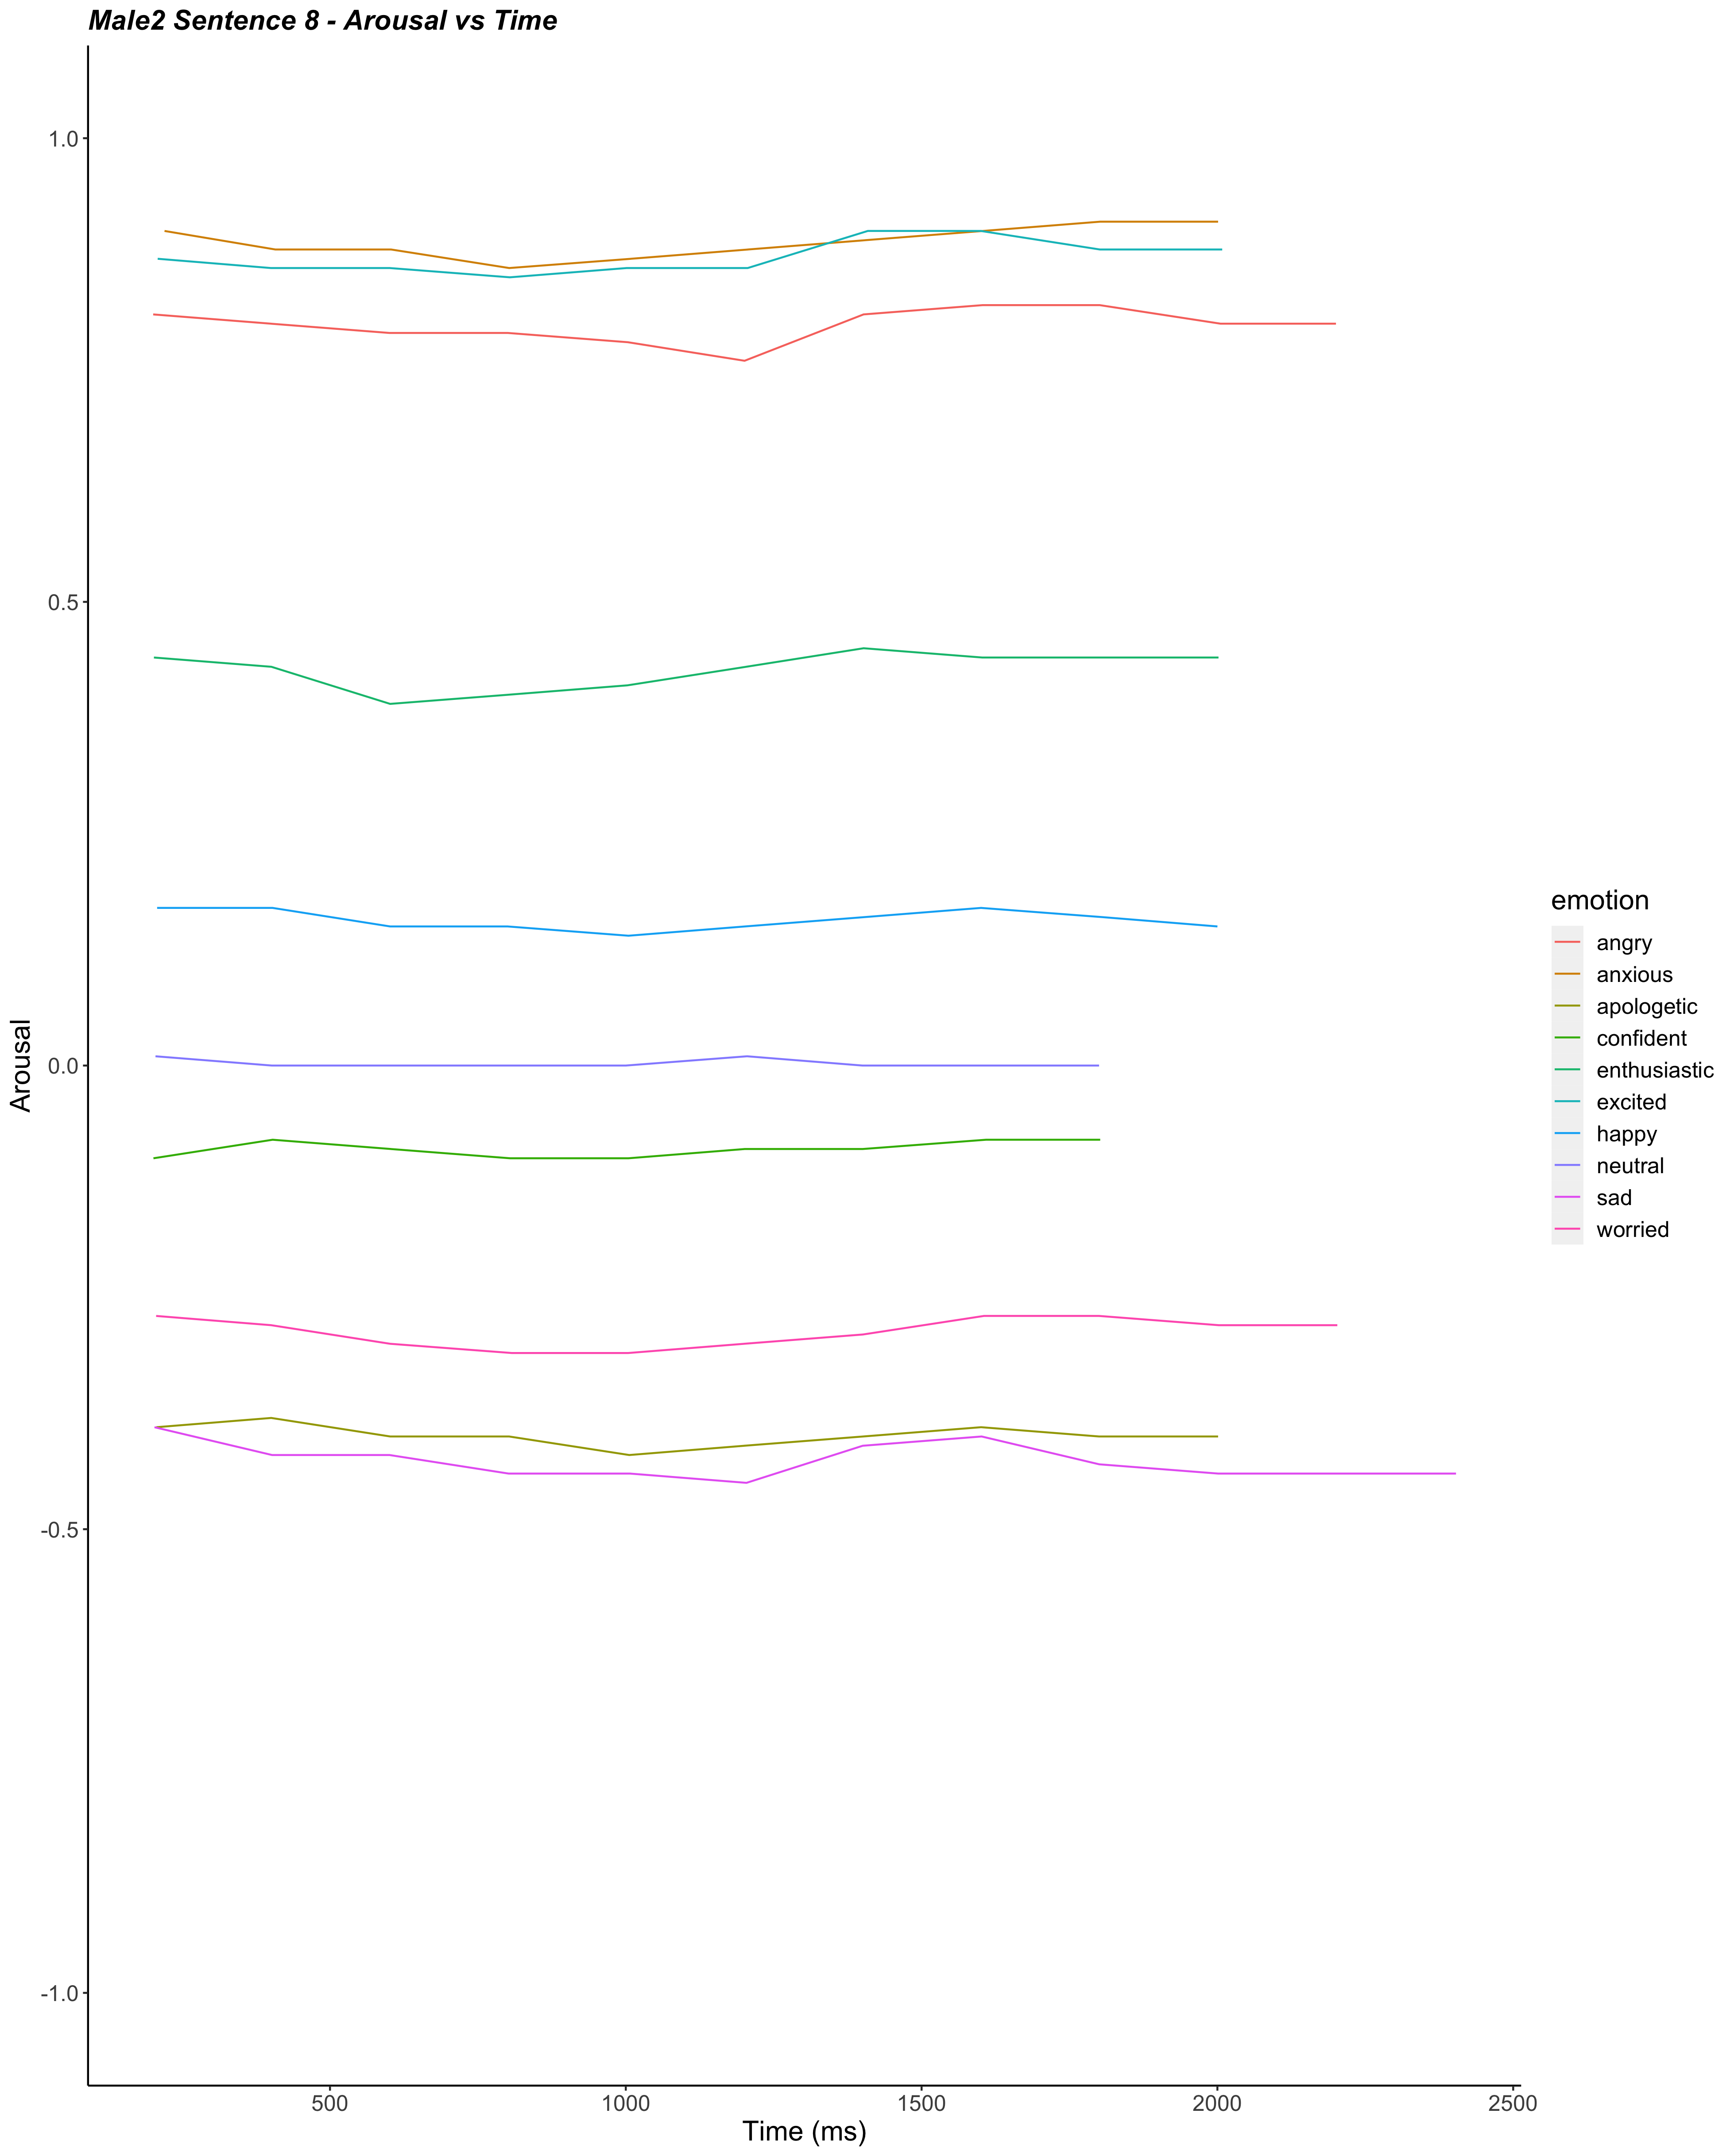 Male2 Sentence 8 - Arousal vs Time
1.0
0.5
0.0
-0.5
-1.0
Arousal
500 1000 1500 2000 2500
Time (ms)
emotion
angry
anxious
apologetic
confident
enthusiastic
excited
happy
neutral
sad
worried